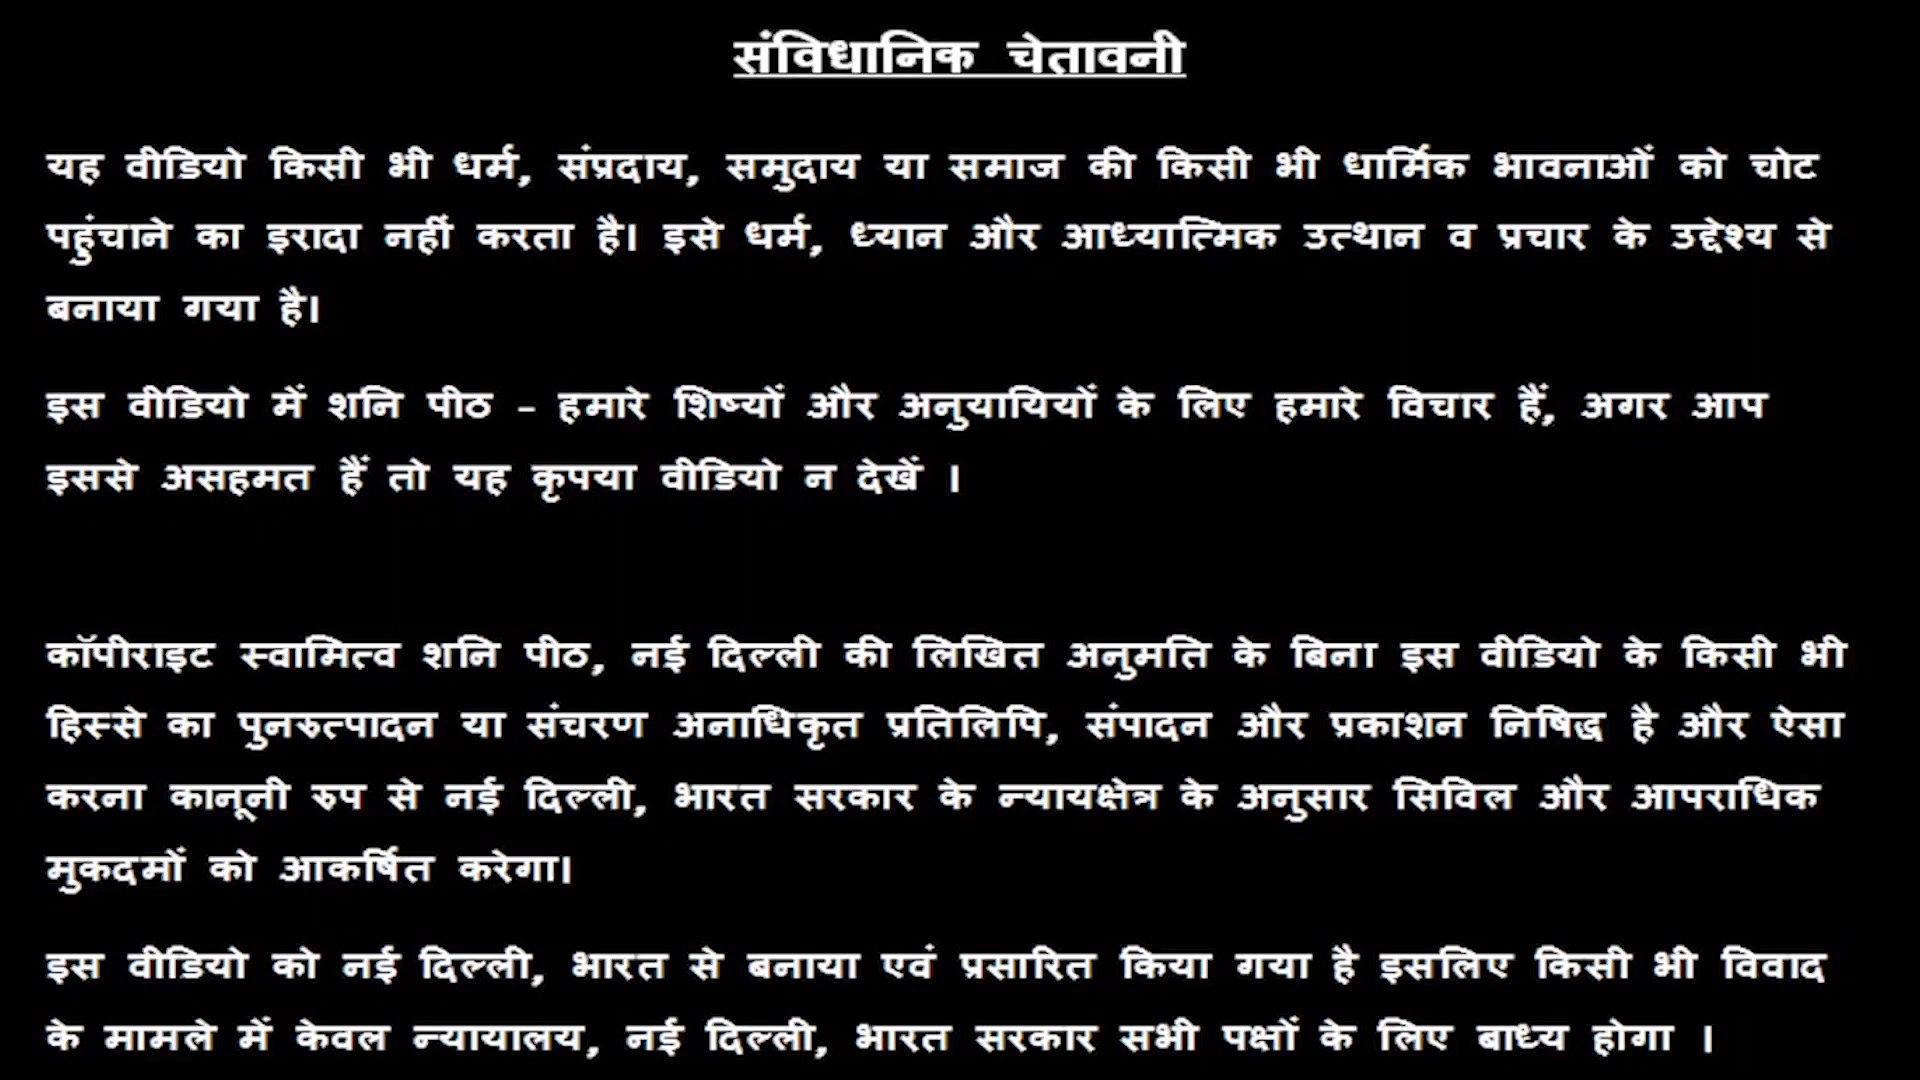 संविधानिक चेतावनी
यह वीडियो किसी भी धर्म, संप्रदाय, समुदाय या समाज की किसी भी धार्मिक भावनाओं को चोट
पहुंचाने का इरादा नहीं करता है। इसे धर्म, ध्यान और आध्यात्मिक उत्थान व प्रचार के उद्देश्य से
बनाया गया है।
इस वीडियो में शनि पीठ – हमारे शिष्यों और अनुयायियों के लिए हमारे विचार हैं, अगर आप
इससे असहमत हैं तो यह कृपया वीडियो न देखें ।
कॉपीराइट स्वामित्व शनि पीठ, नई दिल्ली की लिखित अनुमति के बिना इस वीडियो के किसी भी
हिस्से का पुनरुत्पादन या संचरण अनाधिकृत प्रतिलिपि, संपादन और प्रकाशन निषिद्ध है और ऐसा
करना कानूनी रुप से नई दिल्ली, भारत सरकार के न्यायक्षेत्र के अनुसार सिविल और आपराधिक
मुकदमों को आकर्षित करेगा।
इस वीडियो को नई दिल्ली, भारत से बनाया एवं प्रसारित किया गया है इसलिए किसी भी विवाद
के मामले में केवल न्यायालय, नई दिल्ली, भारत सरकार सभी पक्षों के लिए बाध्य होगा ।